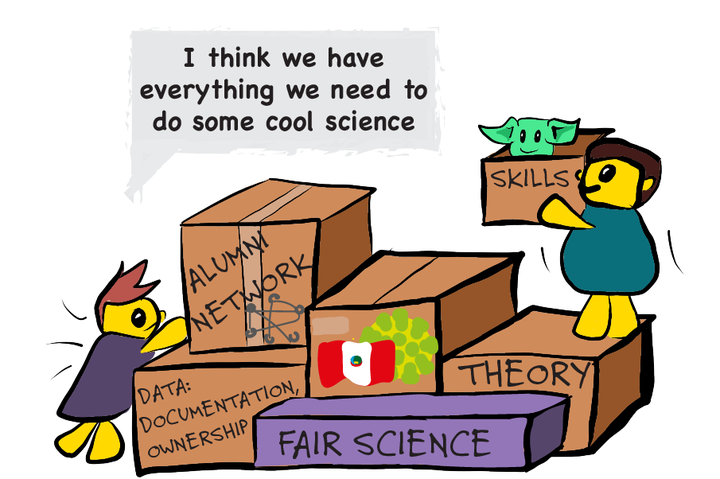 I think we have
everything we need to
do some cool science
SKILLS
ALUMNI
NETWORK
THEORY
DATA:
DOCUMENTATION,
OWNERSHIP
FAIR SCIENCE